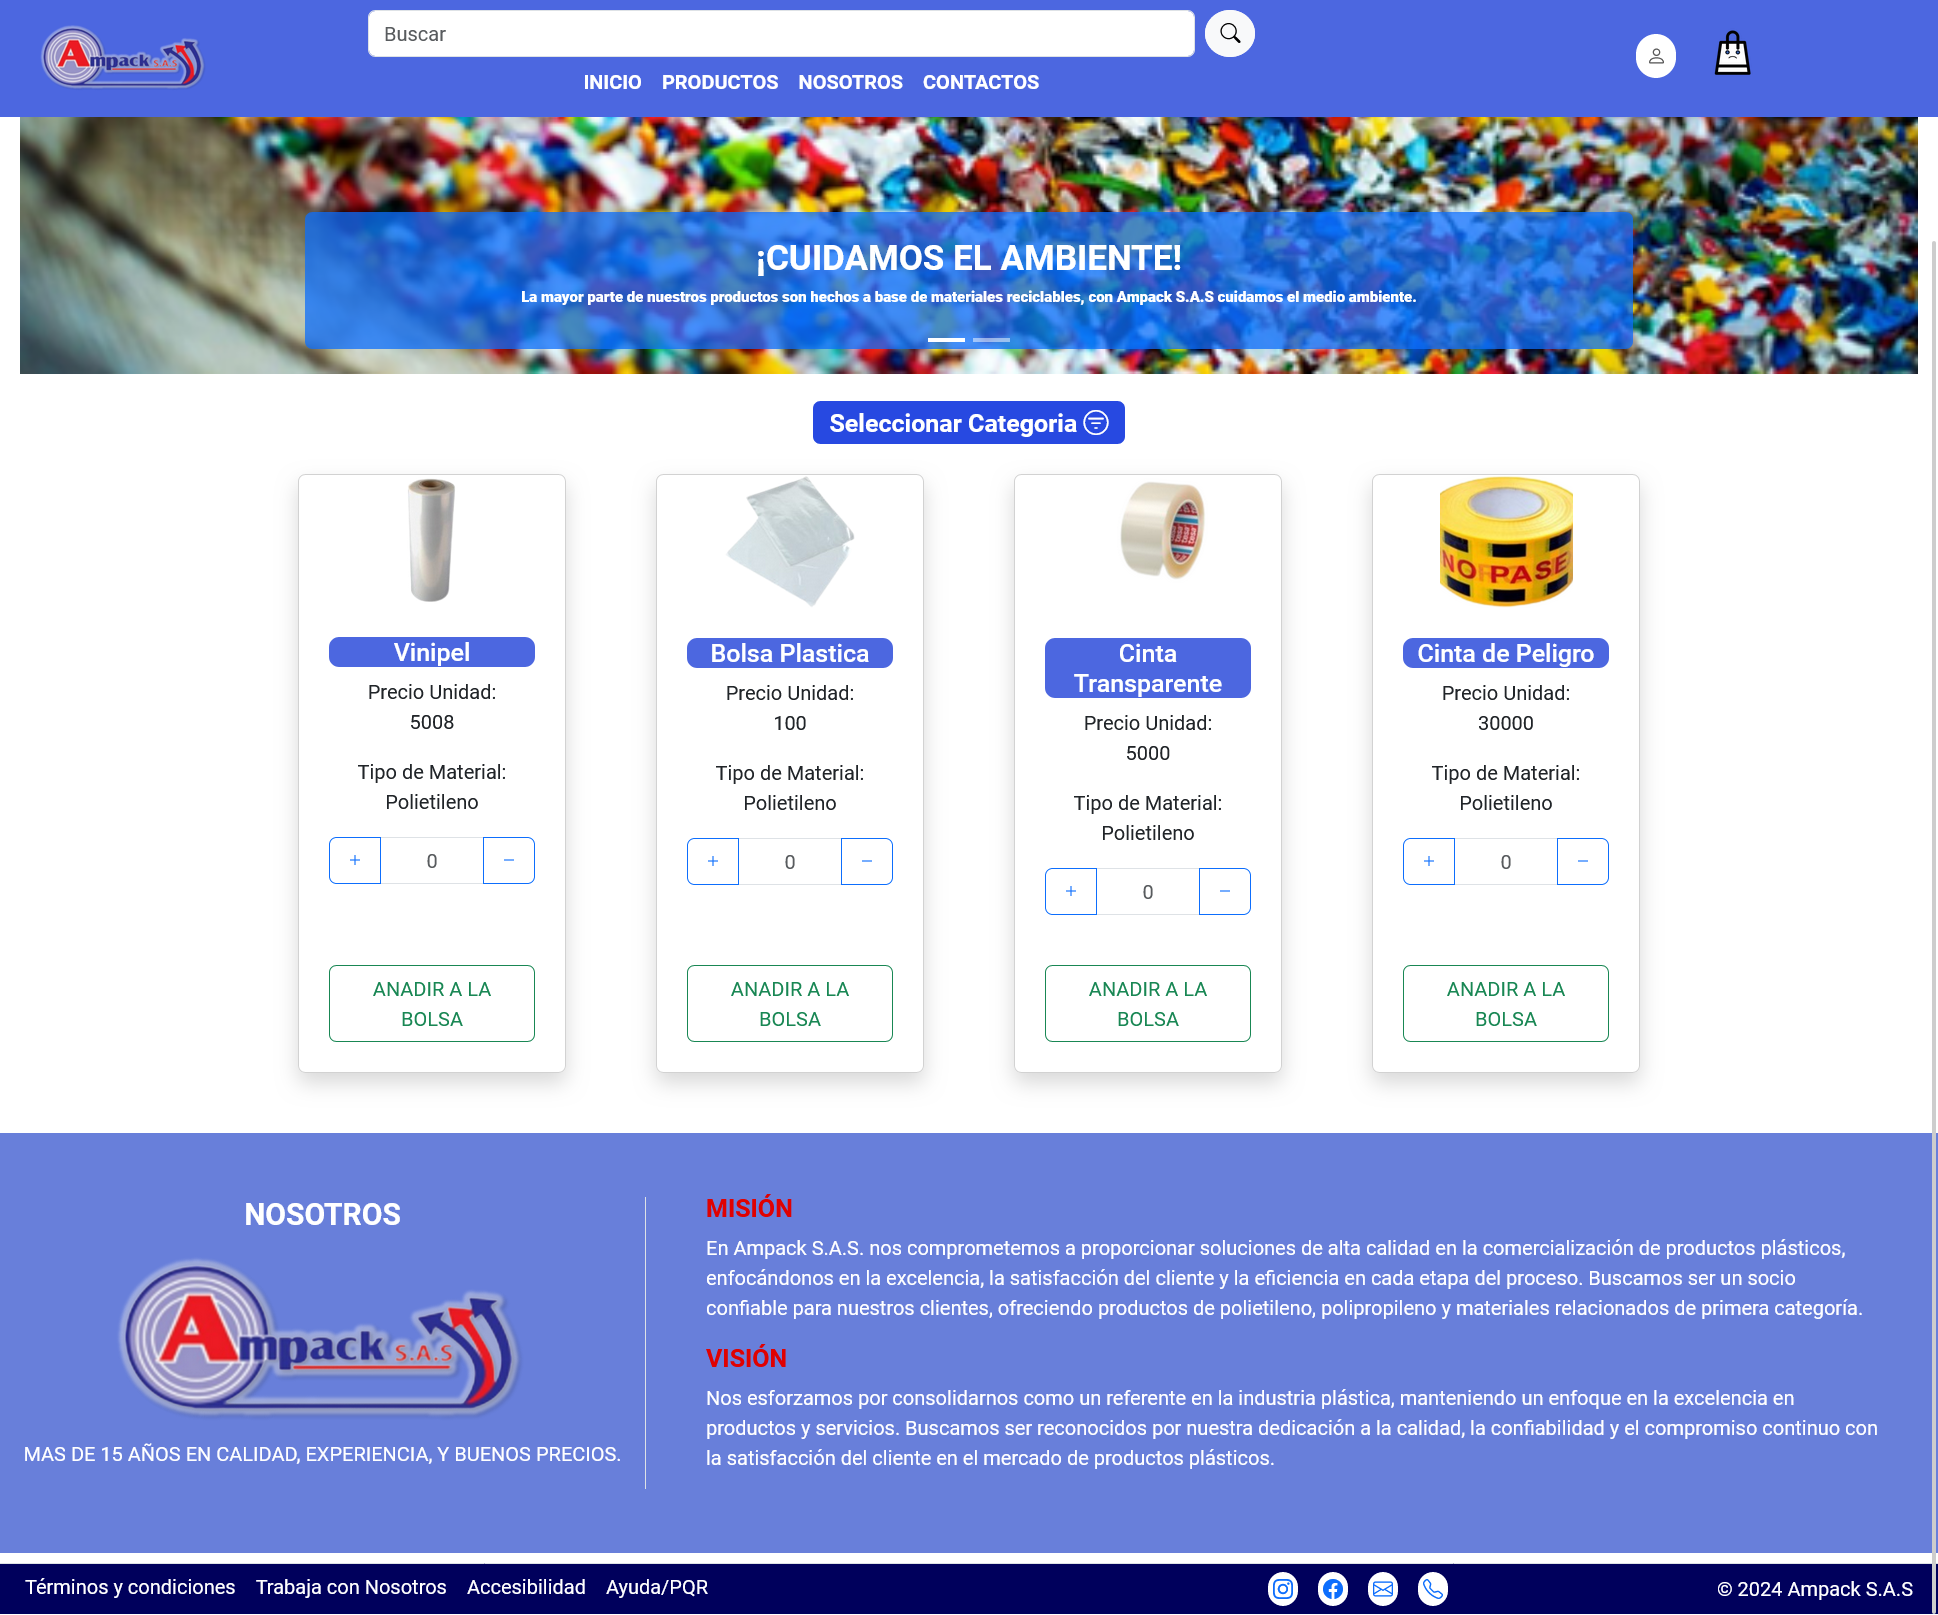 Ampack S.A.S
Buscar
INICIO PRODUCTOS NOSOTROS CONTACTOS
¡CUIDAMOS EL AMBIENTE!
La mayor parte de nuestros productos son hechos a base de materiales reciclables, con Ampack S.A.S cuidamos el medio ambiente.
Seleccionar Categoria
tesa tesa tesa
NO PASE
Vinipel
Precio Unidad:
5008
Tipo de Material:
Polietileno
+ 0 −
ANADIR A LA
BOLSA
Bolsa Plastica
Precio Unidad:
100
Tipo de Material:
Polietileno
+ 0 −
ANADIR A LA
BOLSA
Cinta
Transparente
Precio Unidad:
5000
Tipo de Material:
Polietileno
+ 0 −
ANADIR A LA
BOLSA
Cinta de Peligro
Precio Unidad:
30000
Tipo de Material:
Polietileno
+ 0 −
ANADIR A LA
BOLSA
NOSOTROS
Ampack S.A.S
MAS DE 15 AÑOS EN CALIDAD, EXPERIENCIA, Y BUENOS PRECIOS.
MISIÓN
En Ampack S.A.S. nos comprometemos a proporcionar soluciones de alta calidad en la comercialización de productos plásticos,
enfocándonos en la excelencia, la satisfacción del cliente y la eficiencia en cada etapa del proceso. Buscamos ser un socio
confiable para nuestros clientes, ofreciendo productos de polietileno, polipropileno y materiales relacionados de primera categoría.
VISIÓN
Nos esforzamos por consolidarnos como un referente en la industria plástica, manteniendo un enfoque en la excelencia en
productos y servicios. Buscamos ser reconocidos por nuestra dedicación a la calidad, la confiabilidad y el compromiso continuo con
la satisfacción del cliente en el mercado de productos plásticos.
Términos y condiciones Trabaja con Nosotros Accesibilidad Ayuda/PQR
© 2024 Ampack S.A.S